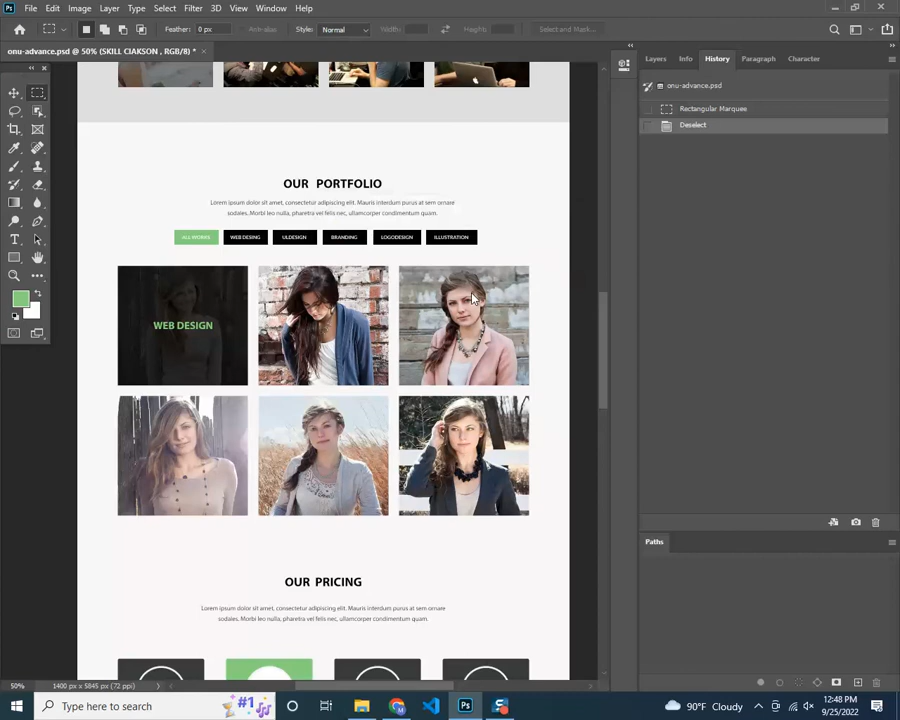 File Edit Image Layer Type Select Filter 3D View Window Help
Feather: 0 px Anti-alias Style: Normal Width: Height: Select and Mask...
onu-advance.psd @ 50% (SKILL CIAKSON , RGB/8) *
Layers Info History Paragraph Character
onu-advance.psd
Rectangular Marquee
Deselect
OUR PORTFOLIO
Lorem ipsum dolor sit amet, consectetur adipiscing elit. Mauris interdum purus at sem ornare
sodales. Morbi leo nulla, pharetra vel felis nec, ullamcorper condimentum quam.
ALL WORKS WEB DESING UI.DESIGN BRANDING LOGODESIGN ILLUSTRATION
WEB DESIGN
Paths
OUR PRICING
Lorem ipsum dolor sit amet, consectetur adipiscing elit. Mauris interdum purus at sem ornare
sodales. Morbi leo nulla, pharetra vel felis nec, ullamcorper condimentum quam.
50% 1400 px x 5845 px (72 ppi)
Type here to search
#1
Ps
90°F Cloudy
12:48 PM
9/25/2022